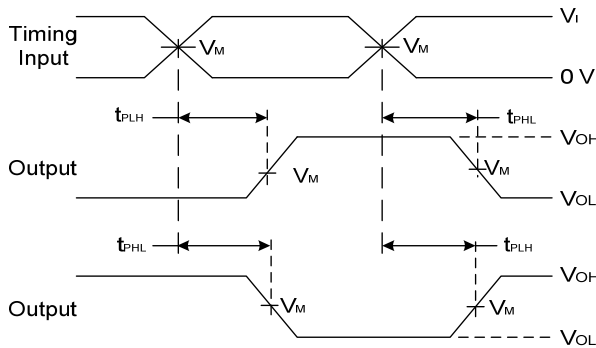 Timing
Input
VM
VM
VI
0 V
tPLH
tPHL
Output
VM
VM
VOH
VOL
tPHL
tPLH
Output
VM
VM
VOH
VOL